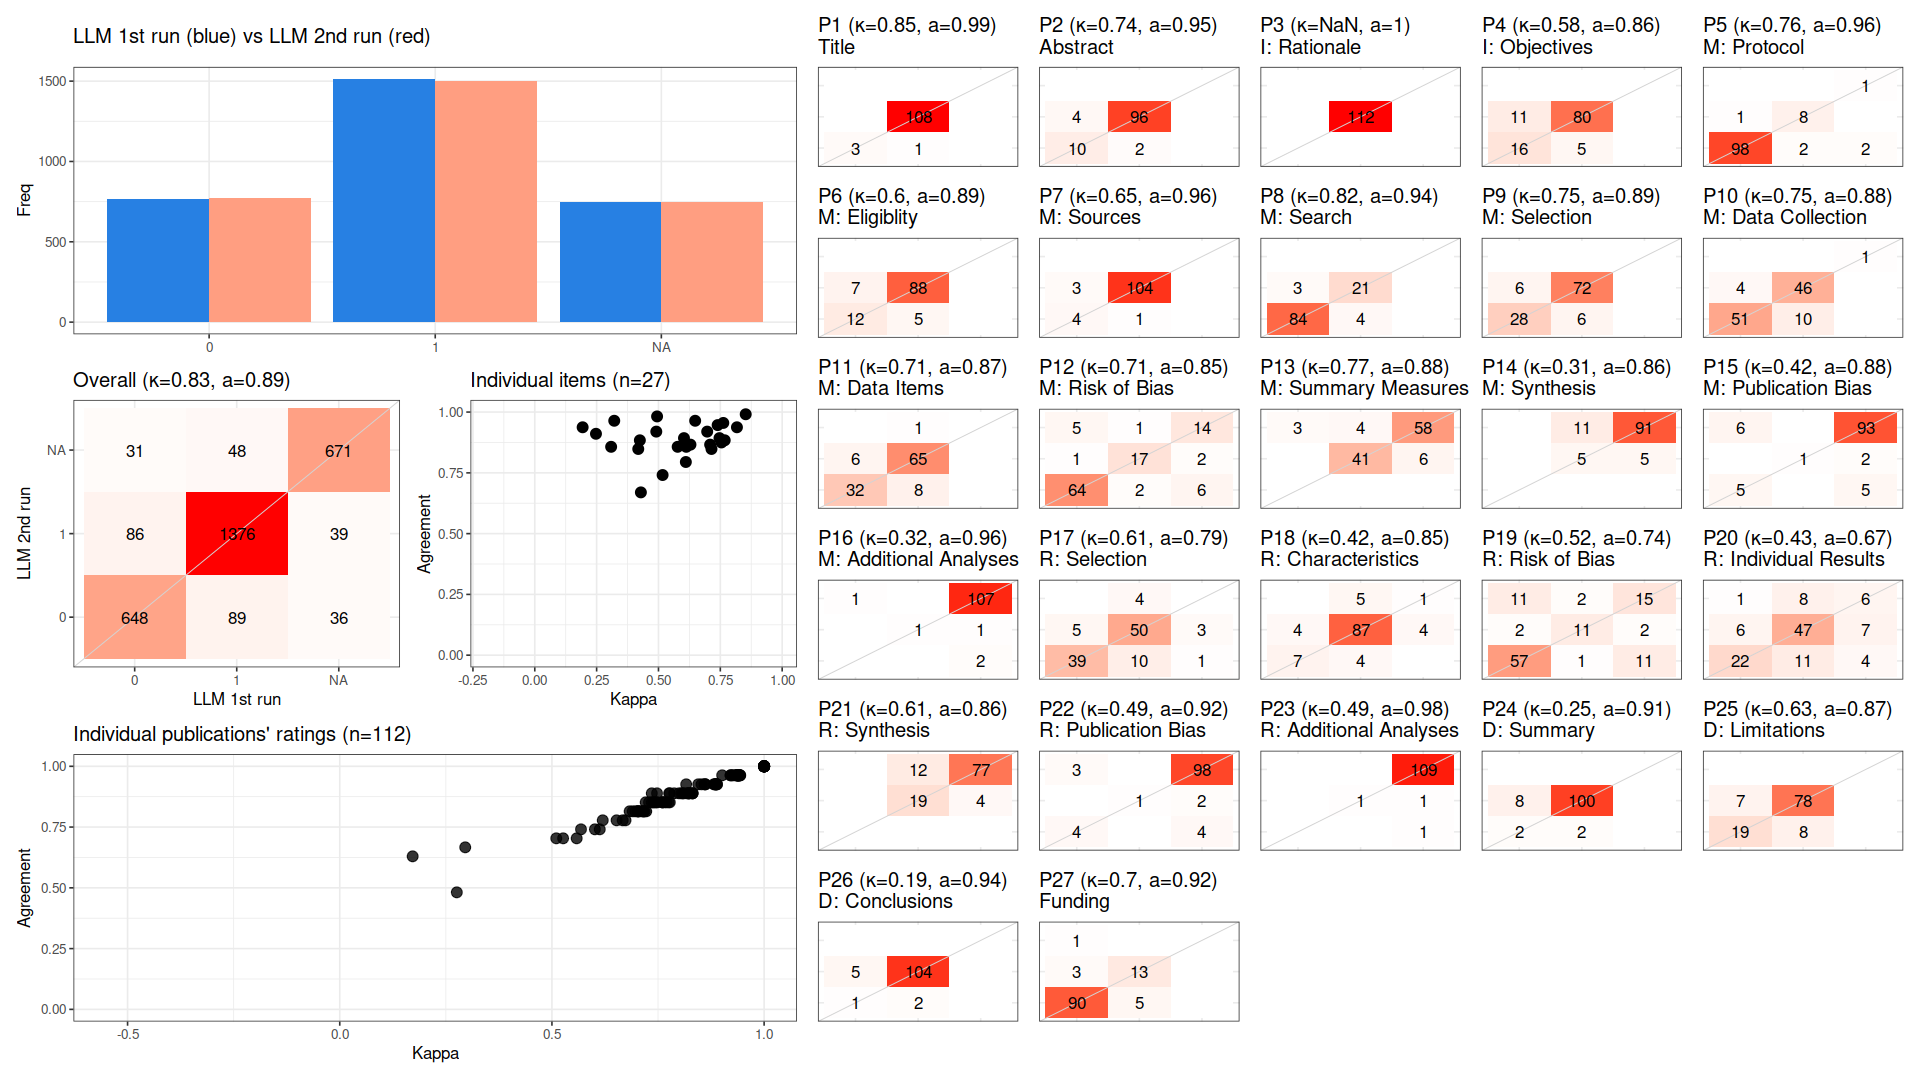 LLM 1st run (blue) vs LLM 2nd run (red)
Freq
1500
1000
500
0
0 1 NA
Overall (κ=0.83, a=0.89)
LLM 2nd run
NA 31 48 671
1 86 1376 39
0 648 89 36
0 1 NA
LLM 1st run
Individual items (n=27)
Agreement
1.00
0.75
0.50
0.25
0.00
-0.25 0.00 0.25 0.50 0.75 1.00
Kappa
Individual publications' ratings (n=112)
Agreement
1.00
0.75
0.50
0.25
0.00
-0.5 0.0 0.5 1.0
Kappa
P1 (κ=0.85, a=0.99)
Title
108
3 1
P2 (κ=0.74, a=0.95)
Abstract
4 96
10 2
P3 (κ=NaN, a=1)
I: Rationale
112
P4 (κ=0.58, a=0.86)
I: Objectives
11 80
16 5
P5 (κ=0.76, a=0.96)
M: Protocol
1
1 8
98 2 2
P6 (κ=0.6, a=0.89)
M: Eligiblity
7 88
12 5
P7 (κ=0.65, a=0.96)
M: Sources
3 104
4 1
P8 (κ=0.82, a=0.94)
M: Search
3 21
84 4
P9 (κ=0.75, a=0.89)
M: Selection
6 72
28 6
P10 (κ=0.75, a=0.88)
M: Data Collection
1
4 46
51 10
P11 (κ=0.71, a=0.87)
M: Data Items
1
6 65
32 8
P12 (κ=0.71, a=0.85)
M: Risk of Bias
5 1 14
1 17 2
64 2 6
P13 (κ=0.77, a=0.88)
M: Summary Measures
3 4 58
41 6
P14 (κ=0.31, a=0.86)
M: Synthesis
11 91
5 5
P15 (κ=0.42, a=0.88)
M: Publication Bias
6 93
1 2
5 5
P16 (κ=0.32, a=0.96)
M: Additional Analyses
1 107
1 1
2
P17 (κ=0.61, a=0.79)
R: Selection
4
5 50 3
39 10 1
P18 (κ=0.42, a=0.85)
R: Characteristics
5 1
4 87 4
7 4
P19 (κ=0.52, a=0.74)
R: Risk of Bias
11 2 15
2 11 2
57 1 11
P20 (κ=0.43, a=0.67)
R: Individual Results
1 8 6
6 47 7
22 11 4
P21 (κ=0.61, a=0.86)
R: Synthesis
12 77
19 4
P22 (κ=0.49, a=0.92)
R: Publication Bias
3 98
1 2
4 4
P23 (κ=0.49, a=0.98)
R: Additional Analyses
109
1 1
1
P24 (κ=0.25, a=0.91)
D: Summary
8 100
2 2
P25 (κ=0.63, a=0.87)
D: Limitations
7 78
19 8
P26 (κ=0.19, a=0.94)
D: Conclusions
5 104
1 2
P27 (κ=0.7, a=0.92)
Funding
1
3 13
90 5